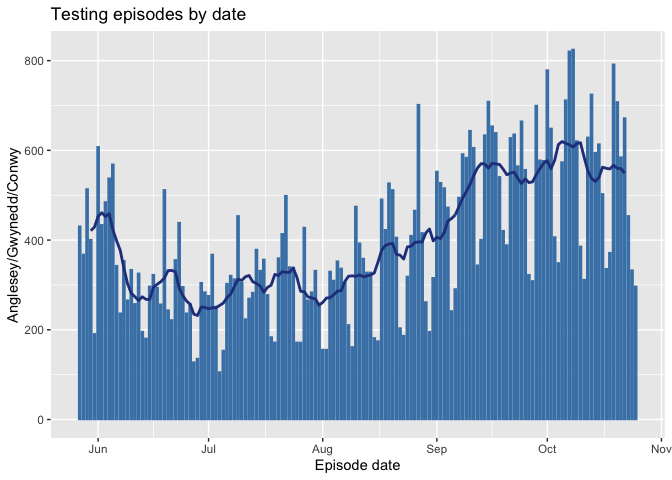 Testing episodes by date
Anglesey/Gwynedd/Conwy
800
600
400
200
0
Jun Jul Aug Sep Oct Nov
Episode date